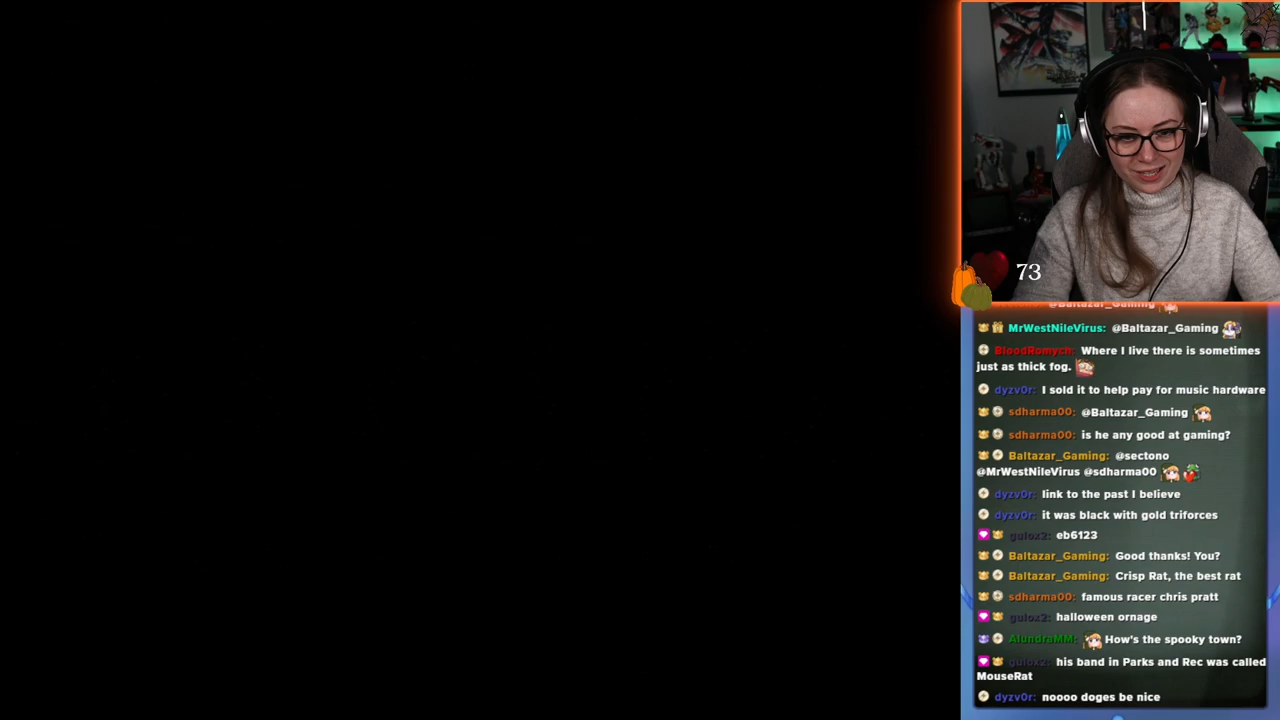 73
@Baltazar_Gaming
MrWestNileVirus: @Baltazar_Gaming
BloodRomych: Where I live there is sometimes
just as thick fog.
dyzv0r: I sold it to help pay for music hardware
sdharma00: @Baltazar_Gaming
sdharma00: is he any good at gaming?
Baltazar_Gaming: @sectono
@MrWestNileVirus @sdharma00
dyzv0r: link to the past I believe
dyzv0r: it was black with gold triforces
gulox2: eb6123
Baltazar_Gaming: Good thanks! You?
Baltazar_Gaming: Crisp Rat, the best rat
sdharma00: famous racer chris pratt
gulox2: halloween ornage
AlundraMM: How's the spooky town?
gulox2: his band in Parks and Rec was called
MouseRat
dyzv0r: noooo doges be nice